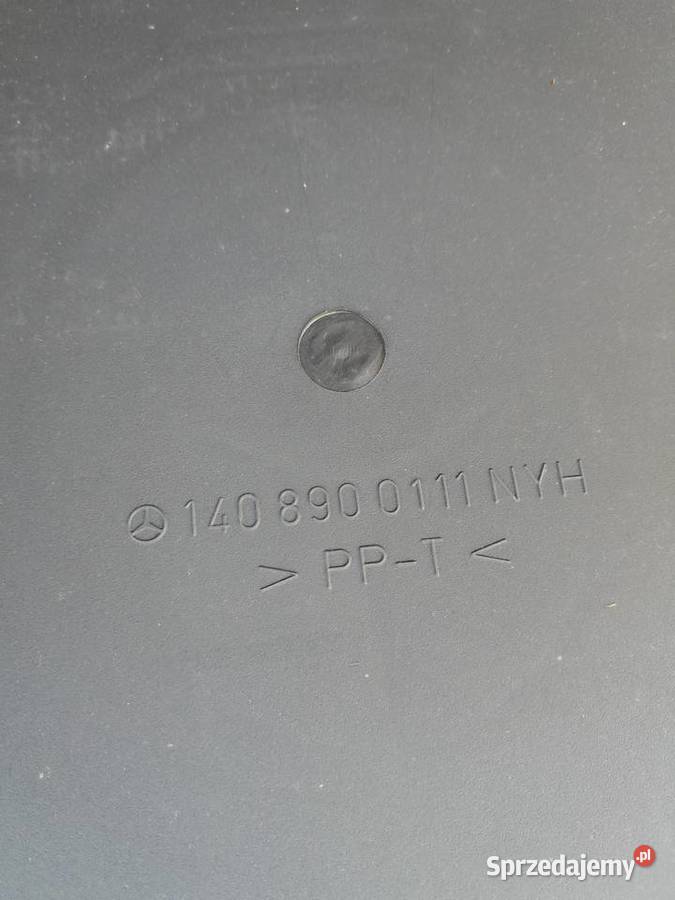 140 890 0111 NYH
> PP-T <
Sprzedajemy.pl